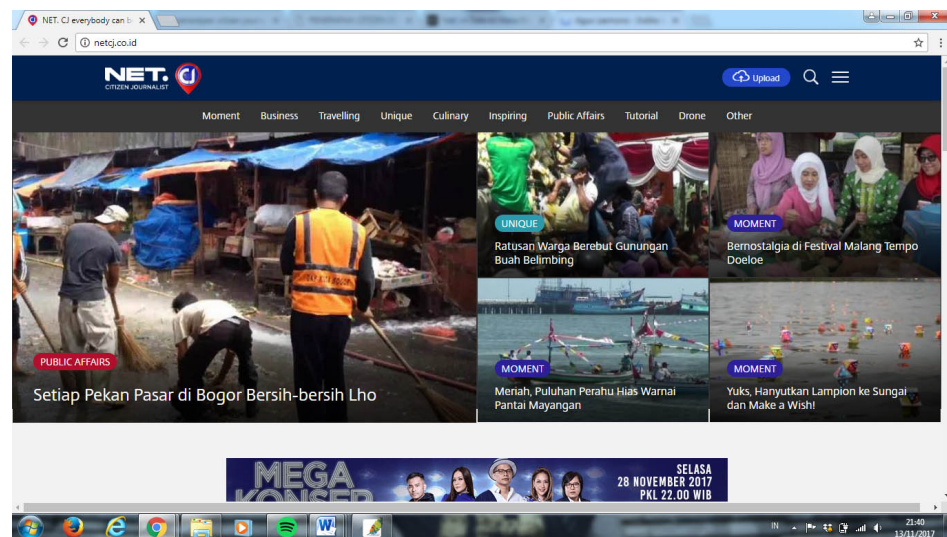 NET. CJ everybody can b
netcj.co.id
NET. CJ
CITIZEN JOURNALIST
Upload
Moment Business Travelling Unique Culinary Inspiring Public Affairs Tutorial Drone Other
PUBLIC AFFAIRS
Setiap Pekan Pasar di Bogor Bersih-bersih Lho
UNIQUE
Ratusan Warga Berebut Gunungan
Buah Belimbing
MOMENT
Bernostalgia di Festival Malang Tempo
Doeloe
MOMENT
Meriah, Puluhan Perahu Hias Warnai
Pantai Mayangan
MOMENT
Yuks, Hanyutkan Lampion ke Sungai
dan Make a Wish!
MEGA
KONSER
SELASA
28 NOVEMBER 2017
PKL 22.00 WIB
IN
21:40
13/11/2017